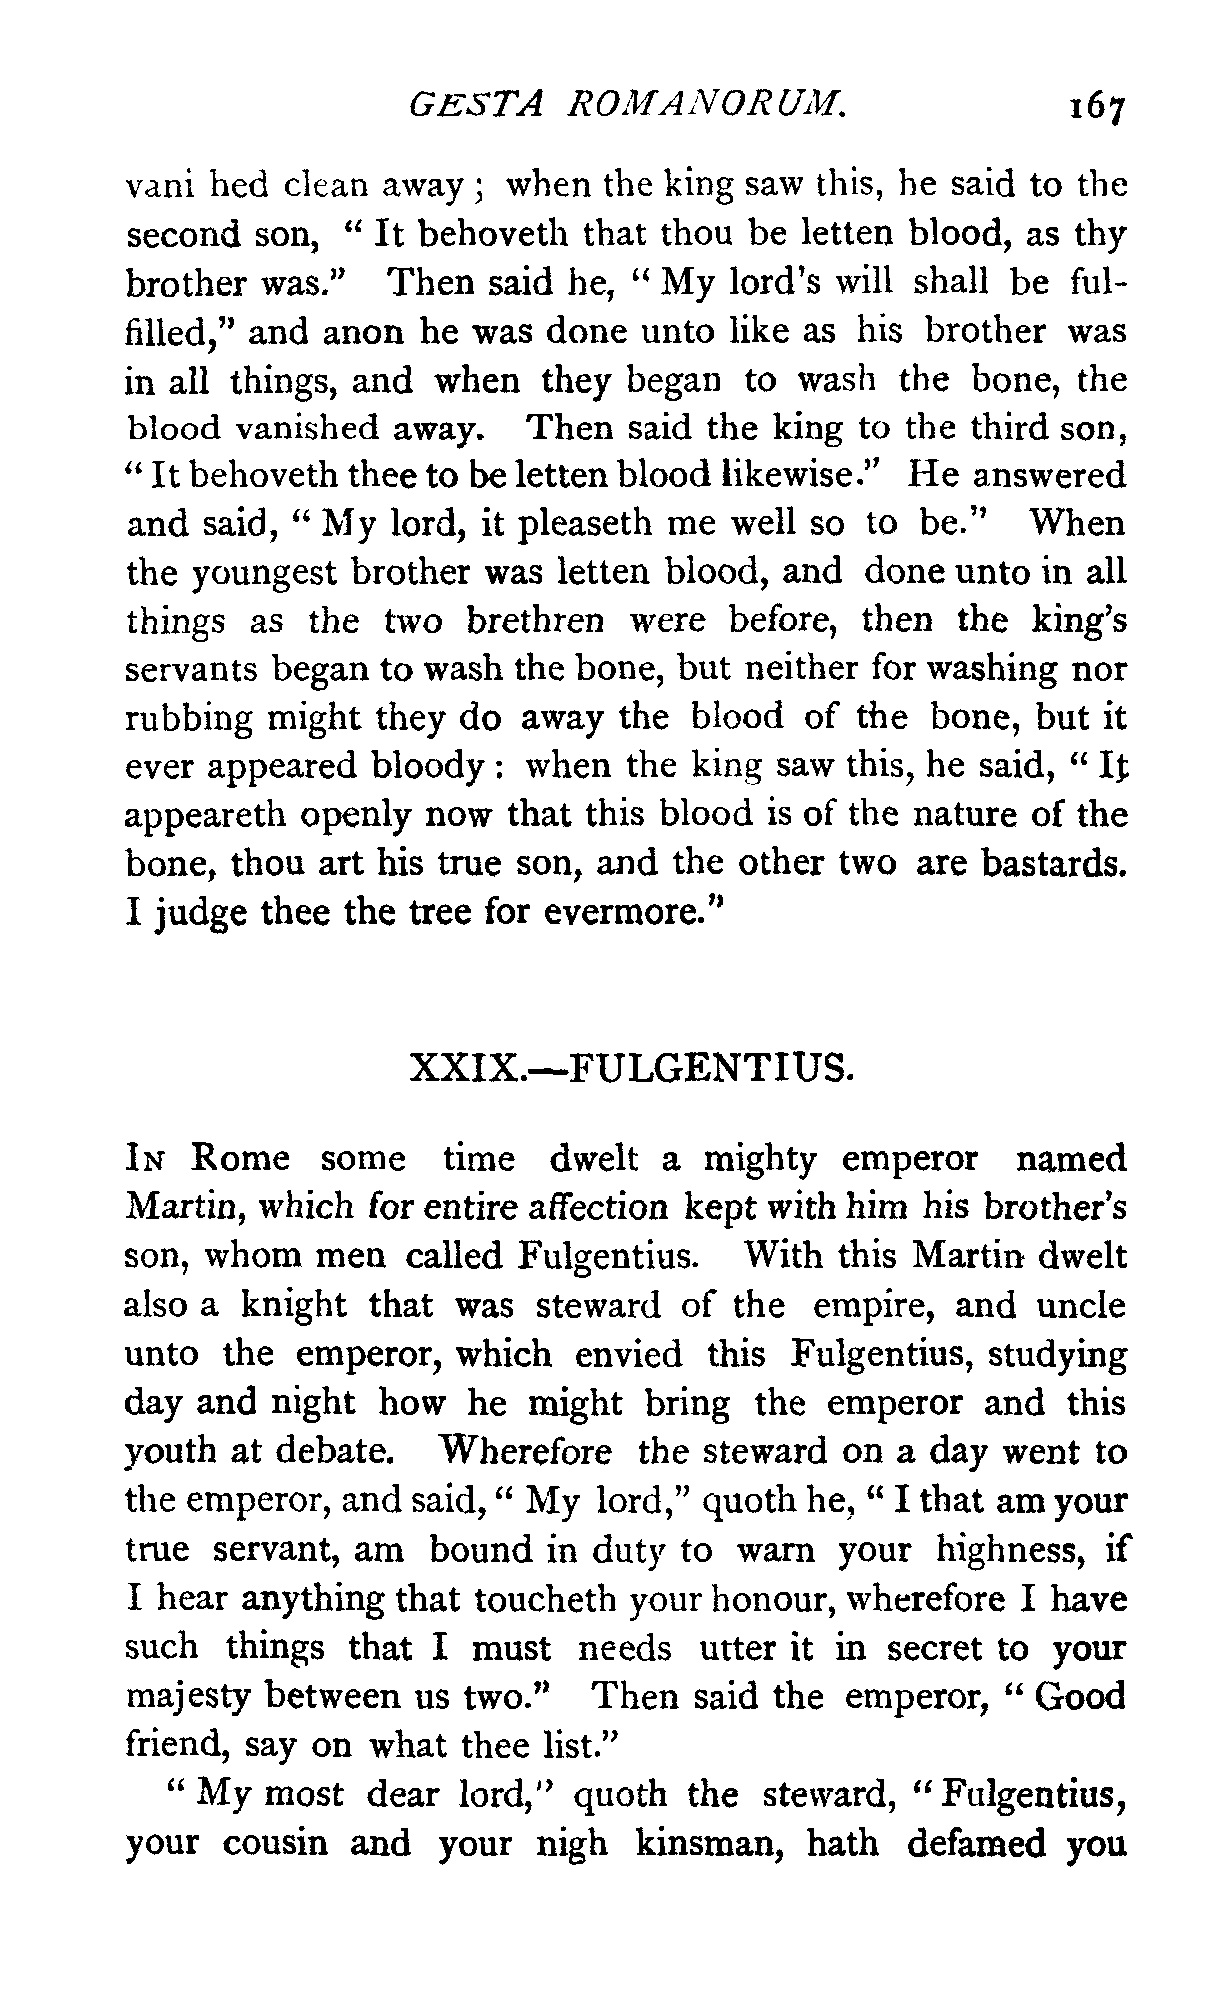 GESTA ROMANORUM. 167
vani hed clean away ; when the king saw this, he said to the
second son, " It behoveth that thou be letten blood, as thy
brother was." Then said he, " My lord's will shall be ful-
filled," and anon he was done unto like as his brother was
in all things, and when they began to wash the bone, the
blood vanished away. Then said the king to the third son,
" It behoveth thee to be letten blood likewise." He answered
and said, " My lord, it pleaseth me well so to be." When
the youngest brother was letten blood, and done unto in all
things as the two brethren were before, then the king's
servants began to wash the bone, but neither for washing nor
rubbing might they do away the blood of the bone, but it
ever appeared bloody : when the king saw this, he said, " It
appeareth openly now that this blood is of the nature of the
bone, thou art his true son, and the other two are bastards.
I judge thee the tree for evermore."
XXIX.—FULGENTIUS.
IN Rome some time dwelt a mighty emperor named
Martin, which for entire affection kept with him his brother's
son, whom men called Fulgentius. With this Martin dwelt
also a knight that was steward of the empire, and uncle
unto the emperor, which envied this Fulgentius, studying
day and night how he might bring the emperor and this
youth at debate. Wherefore the steward on a day went to
the emperor, and said, " My lord," quoth he, " I that am your
true servant, am bound in duty to warn your highness, if
I hear anything that toucheth your honour, wherefore I have
such things that I must needs utter it in secret to your
majesty between us two." Then said the emperor, " Good
friend, say on what thee list."
" My most dear lord," quoth the steward, " Fulgentius,
your cousin and your nigh kinsman, hath defamed you